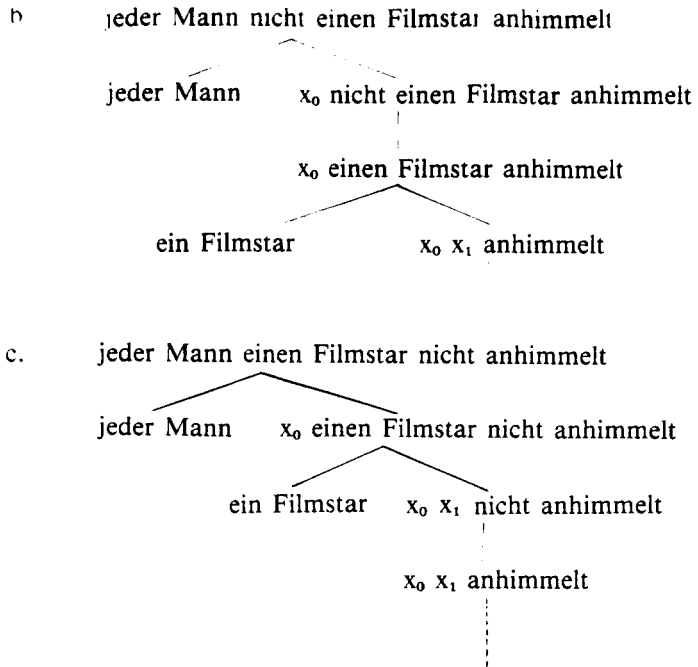 b jeder Mann nicht einen Filmstar anhimmelt
jeder Mann x₀ nicht einen Filmstar anhimmelt
x₀ einen Filmstar anhimmelt
ein Filmstar x₀ x₁ anhimmelt
c. jeder Mann einen Filmstar nicht anhimmelt
jeder Mann x₀ einen Filmstar nicht anhimmelt
ein Filmstar x₀ x₁ nicht anhimmelt
x₀ x₁ anhimmelt